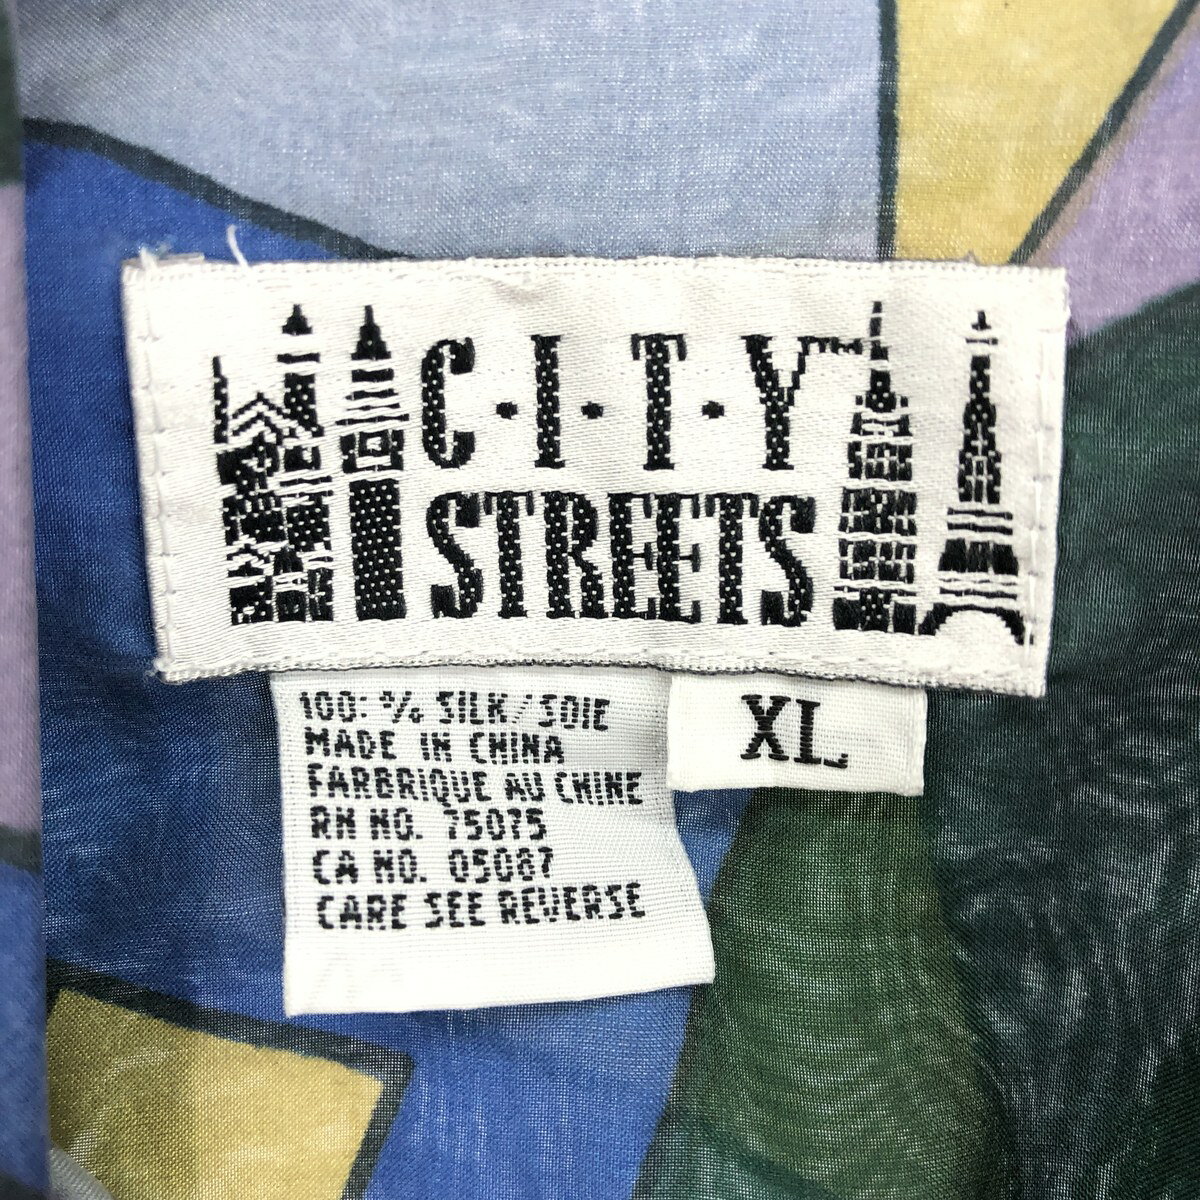 C·I·T·Y™
STREETS
XL
100: % SILK/SOIE
MADE IN CHINA
FARBRIQUE AU CHINE
RN NO. 75075
CA NO. 05087
CARE SEE REVERSE